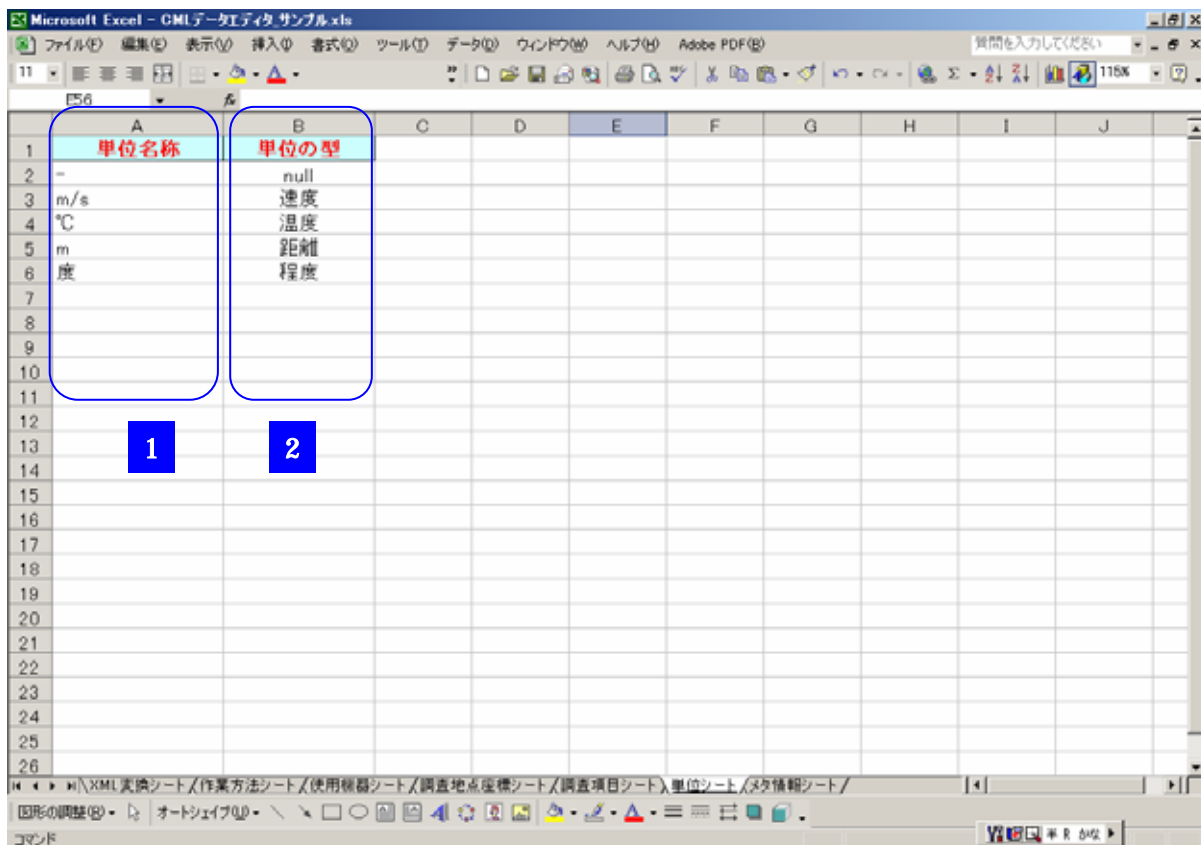 Microsoft Excel - GMLデータエディタ_サンプル.xls
ファイル(F) 編集(E) 表示(V) 挿入(I) 書式(O) ツール(T) データ(D) ウィンドウ(W) ヘルプ(H) Adobe PDF(B) 質問を入力してください
11 115%
E56 fx
A B C D E F G H I J
1 単位名称 単位の型
2 - null
3 m/s 速度
4 ℃ 温度
5 m 距離
6 度 程度
7
8
9
10
11
12
13 1 2
14
15
16
17
18
19
20
21
22
23
24
25
26
XML変換シート 作業方法シート 使用機器シート 調査地点座標シート 調査項目シート 単位シート メタ情報シート
図形の調整(R) オートシェイプ(U)
コマンド 半 R かな